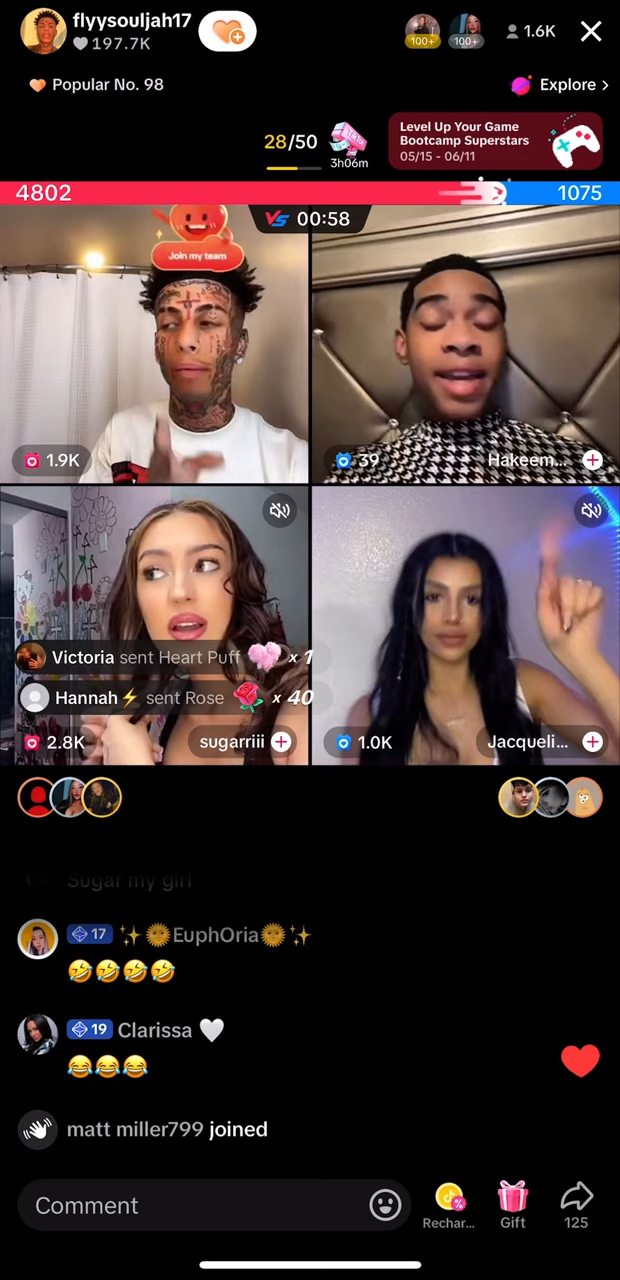 flyysouljah17
197.7K
100+
100+
1.6K
Popular No. 98
Explore >
28/50
3h06m
Level Up Your Game
Bootcamp Superstars
05/15 - 06/11
4802
1075
VS 00:58
Join my team
1.9K
39
Hakeem...
Victoria sent Heart Puff x 1
Hannah⚡ sent Rose x 40
2.8K
sugarriii
1.0K
Jacqueli...
Sugar my girl
17 ✨🌞EuphOria🌞✨
🤣🤣🤣🤣
19 Clarissa 🤍
😂😂😂
matt miller799 joined
Comment
Rechar...
Gift
125